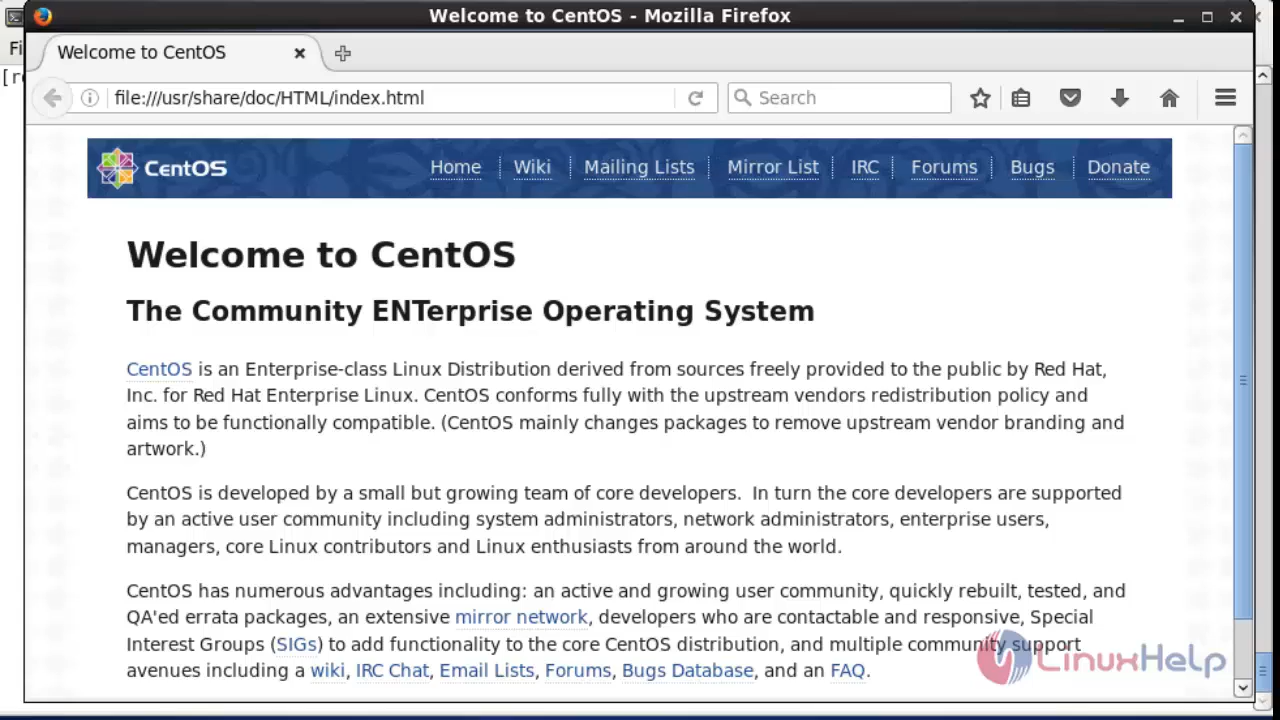 Welcome to CentOS - Mozilla Firefox
Fi
Welcome to CentOS
[r
file:///usr/share/doc/HTML/index.html
Search
CentOS
Home Wiki Mailing Lists Mirror List IRC Forums Bugs Donate
Welcome to CentOS
The Community ENTerprise Operating System
CentOS is an Enterprise-class Linux Distribution derived from sources freely provided to the public by Red Hat,
Inc. for Red Hat Enterprise Linux. CentOS conforms fully with the upstream vendors redistribution policy and
aims to be functionally compatible. (CentOS mainly changes packages to remove upstream vendor branding and
artwork.)
CentOS is developed by a small but growing team of core developers.  In turn the core developers are supported
by an active user community including system administrators, network administrators, enterprise users,
managers, core Linux contributors and Linux enthusiasts from around the world.
CentOS has numerous advantages including: an active and growing user community, quickly rebuilt, tested, and
QA'ed errata packages, an extensive mirror network, developers who are contactable and responsive, Special
Interest Groups (SIGs) to add functionality to the core CentOS distribution, and multiple community support
avenues including a wiki, IRC Chat, Email Lists, Forums, Bugs Database, and an FAQ.
LinuxHelp